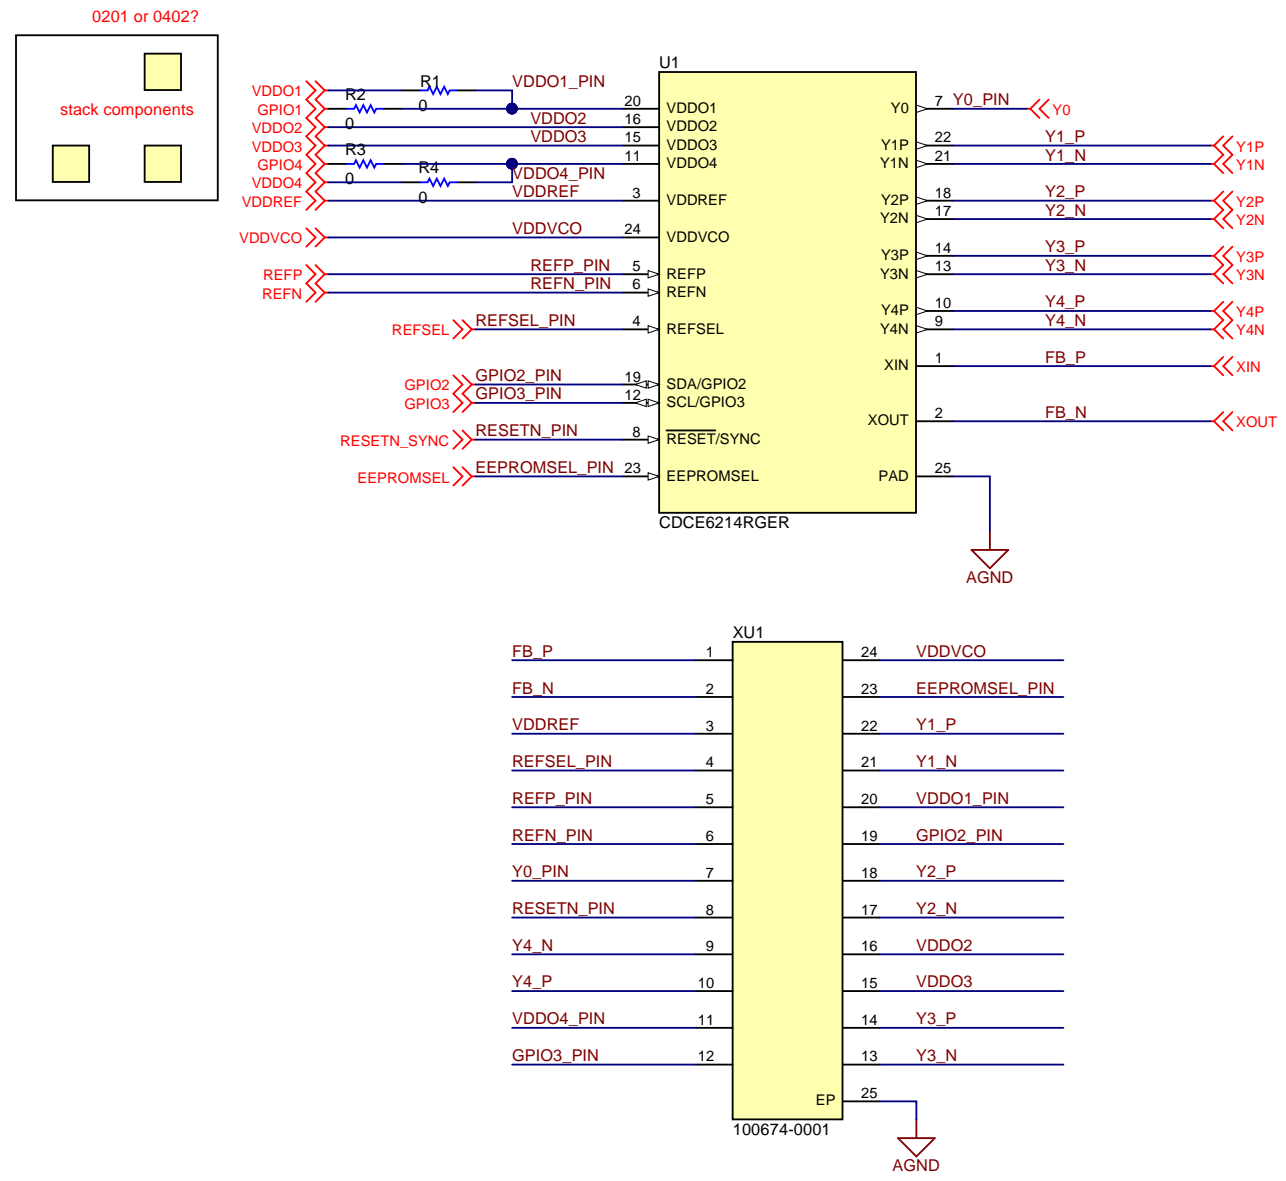 0201 or 0402?
stack components
U1
VDDO1 R1 VDDO1_PIN
GPIO1 R2 0 20 VDDO1 Y0 7 Y0_PIN Y0
VDDO2 0 VDDO2 16 VDDO2
VDDO3 VDDO3 15 VDDO3 Y1P 22 Y1_P Y1P
GPIO4 R3 11 VDDO4 Y1N 21 Y1_N Y1N
VDDO4 0 R4 VDDO4_PIN
VDDREF 0 VDDREF 3 VDDREF Y2P 18 Y2_P Y2P
Y2N 17 Y2_N Y2N
VDDVCO VDDVCO 24 VDDVCO
Y3P 14 Y3_P Y3P
REFP REFP_PIN 5 REFP Y3N 13 Y3_N Y3N
REFN REFN_PIN 6 REFN
Y4P 10 Y4_P Y4P
REFSEL REFSEL_PIN 4 REFSEL Y4N 9 Y4_N Y4N
XIN 1 FB_P XIN
GPIO2 GPIO2_PIN 19 SDA/GPIO2
GPIO3 GPIO3_PIN 12 SCL/GPIO3
XOUT 2 FB_N XOUT
RESETN_SYNC RESETN_PIN 8 RESET/SYNC
EEPROMSEL EEPROMSEL_PIN 23 EEPROMSEL PAD 25
CDCE6214RGER
AGND
XU1
FB_P 1 24 VDDVCO
FB_N 2 23 EEPROMSEL_PIN
VDDREF 3 22 Y1_P
REFSEL_PIN 4 21 Y1_N
REFP_PIN 5 20 VDDO1_PIN
REFN_PIN 6 19 GPIO2_PIN
Y0_PIN 7 18 Y2_P
RESETN_PIN 8 17 Y2_N
Y4_N 9 16 VDDO2
Y4_P 10 15 VDDO3
VDDO4_PIN 11 14 Y3_P
GPIO3_PIN 12 13 Y3_N
EP 25
100674-0001
AGND